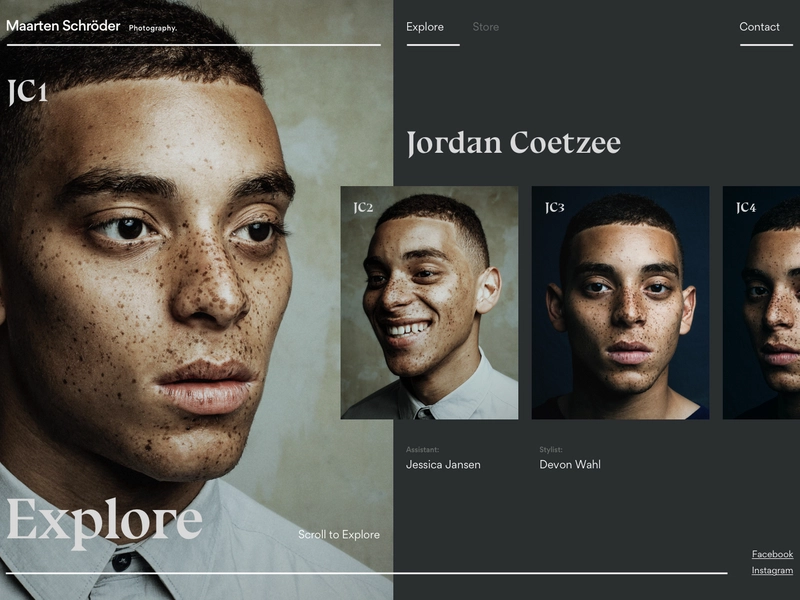 Maarten Schröder Photography.
Explore
Store
Contact
JC1
Jordan Coetzee
JC2
JC3
JC4
Assistant:
Jessica Jansen
Stylist:
Devon Wahl
Explore
Scroll to Explore
Facebook
Instagram